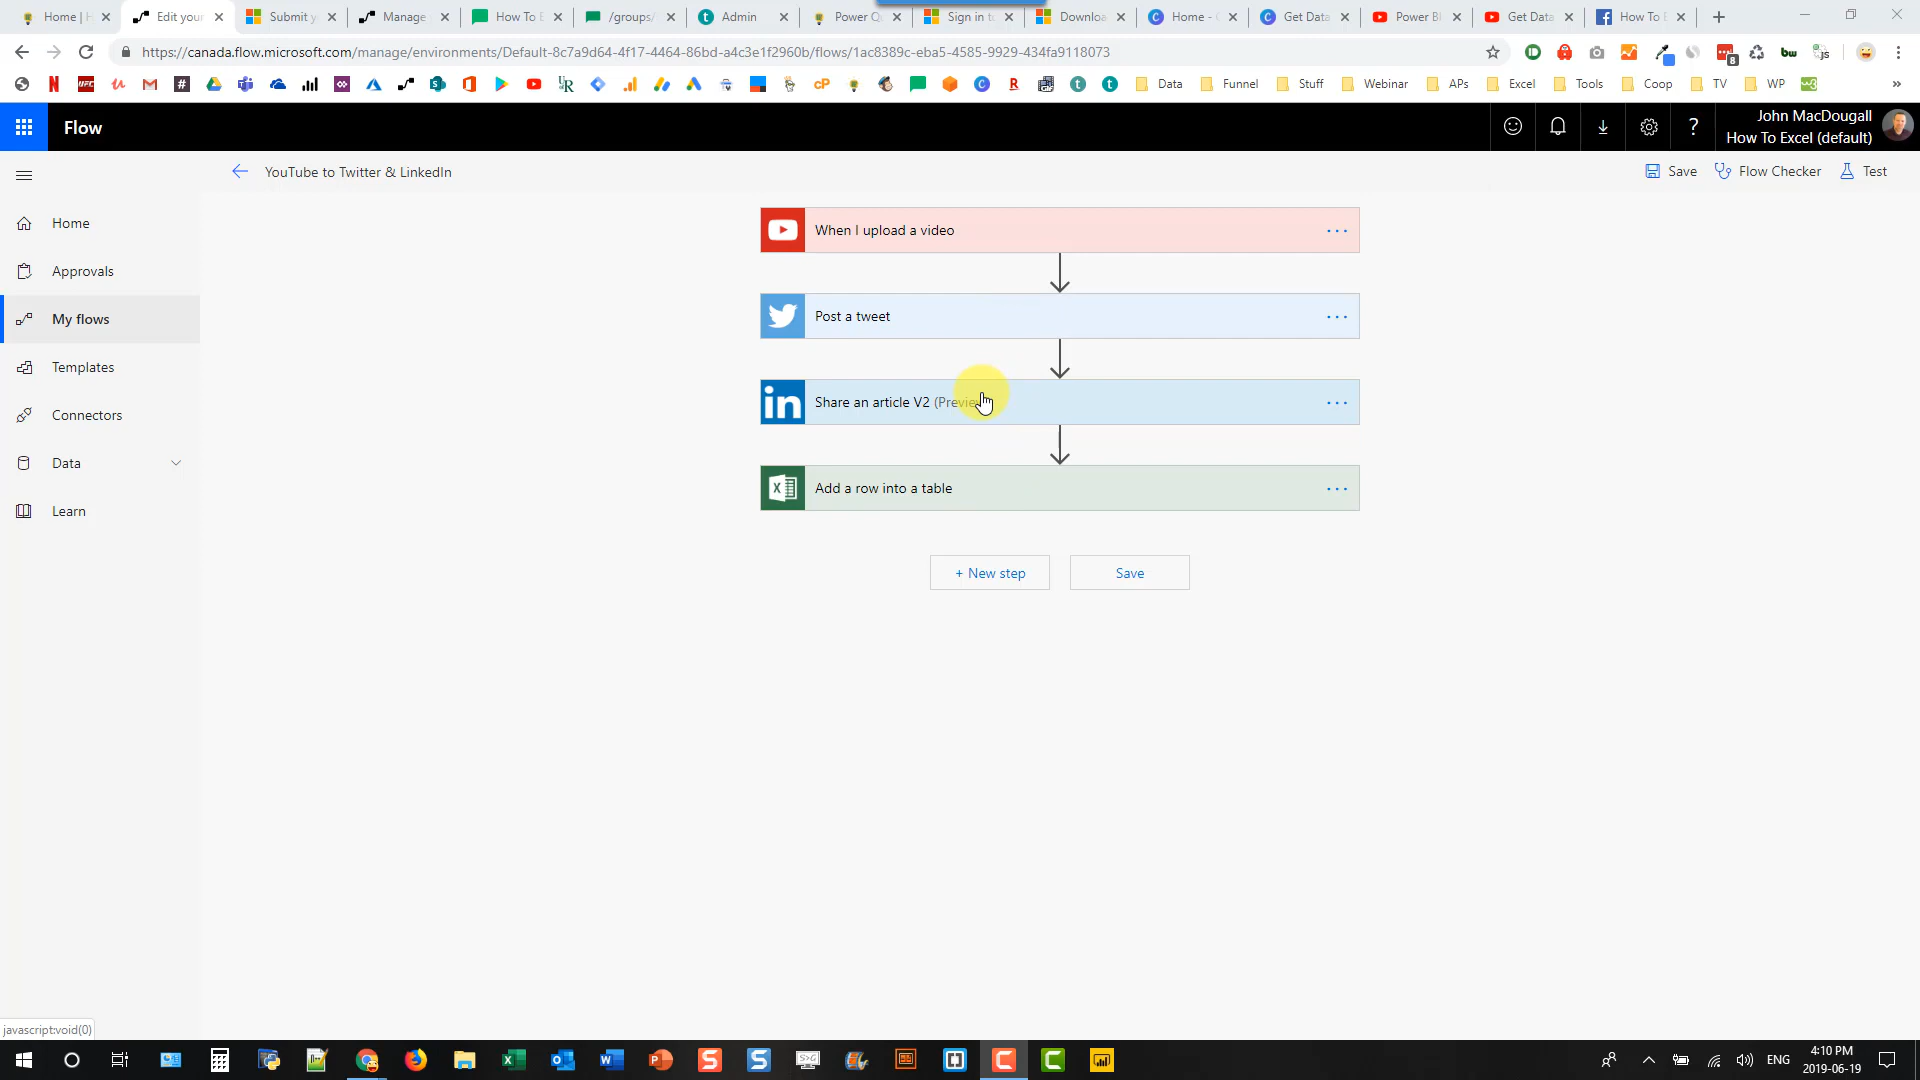 Home | H
Edit your
Submit y
Manage
How To E
/groups/
Admin
Power Q
Sign in t
Downloa
Home -
Get Data
Power B
Get Data
How To E
https://canada.flow.microsoft.com/manage/environments/Default-8c7a9d64-4f17-4464-86bd-a4c3e1f2960b/flows/1ac8389c-eba5-4585-9929-434fa9118073
8
Data
Funnel
Stuff
Webinar
APs
Excel
Tools
Coop
TV
WP
»
Flow
John MacDougall
How To Excel (default)
YouTube to Twitter & LinkedIn
Save
Flow Checker
Test
Home
Approvals
My flows
Templates
Connectors
Data
Learn
When I upload a video
Post a tweet
Share an article V2 (Previe
Add a row into a table
+ New step
Save
javascript:void(0)
ENG
4:10 PM
2019-06-19